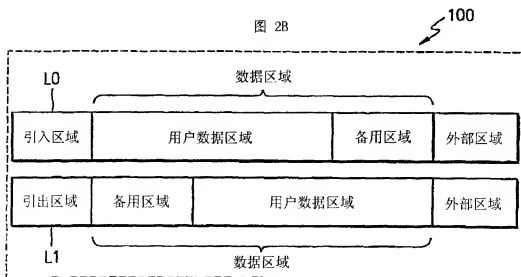 图 2B
100
数据区域
L0
引入区域 用户数据区域 备用区域 外部区域
引出区域 备用区域 用户数据区域 外部区域
L1
数据区域